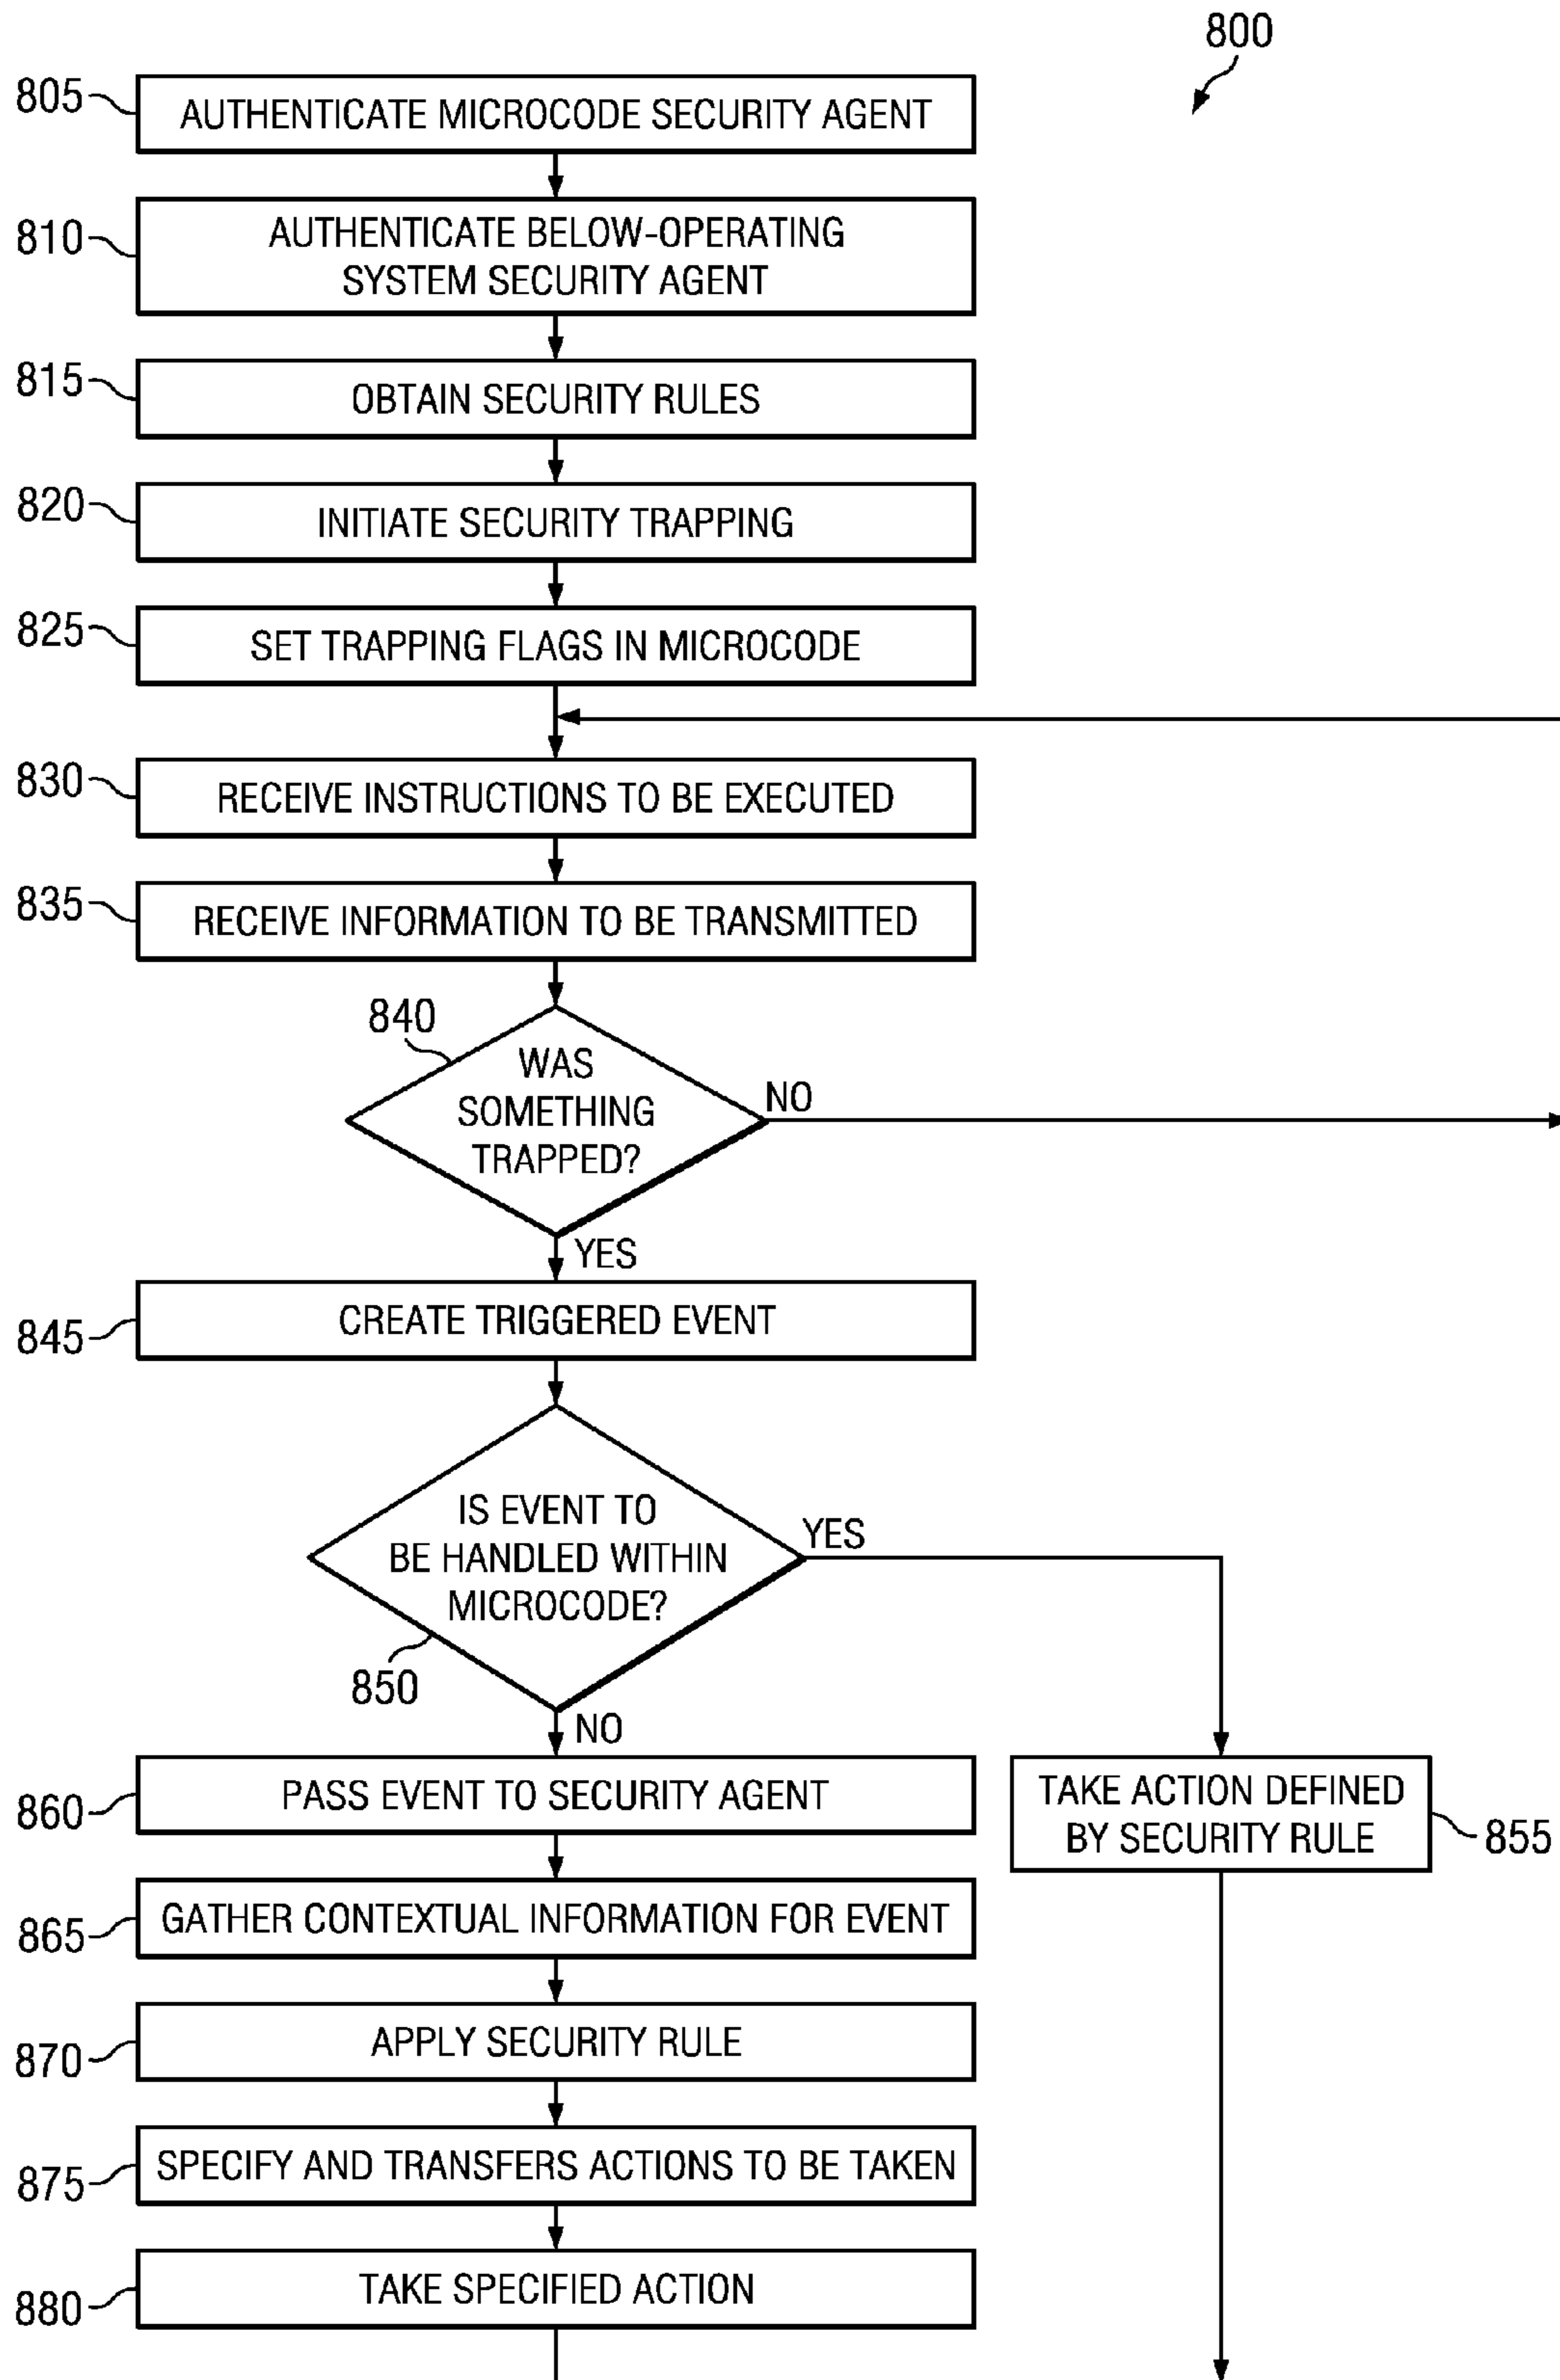 800
805
AUTHENTICATE MICROCODE SECURITY AGENT
810
AUTHENTICATE BELOW-OPERATING
SYSTEM SECURITY AGENT
815
OBTAIN SECURITY RULES
820
INITIATE SECURITY TRAPPING
825
SET TRAPPING FLAGS IN MICROCODE
830
RECEIVE INSTRUCTIONS TO BE EXECUTED
835
RECEIVE INFORMATION TO BE TRANSMITTED
840
WAS
SOMETHING
TRAPPED?
NO
YES
845
CREATE TRIGGERED EVENT
IS EVENT TO
BE HANDLED WITHIN
MICROCODE?
YES
850
NO
860
PASS EVENT TO SECURITY AGENT
TAKE ACTION DEFINED
BY SECURITY RULE
855
865
GATHER CONTEXTUAL INFORMATION FOR EVENT
870
APPLY SECURITY RULE
875
SPECIFY AND TRANSFERS ACTIONS TO BE TAKEN
880
TAKE SPECIFIED ACTION